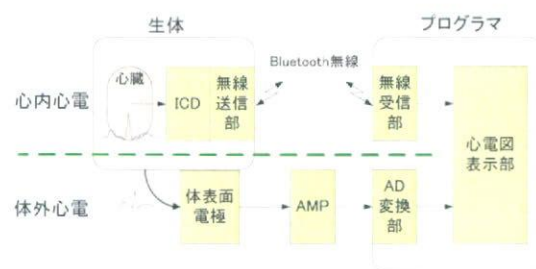 生体
プログラマ
Bluetooth無線
心内心電
心臓
ICD
無線
送信
部
無線
受信
部
心電図
表示部
体外心電
体表面
電極
AMP
AD
変換
部